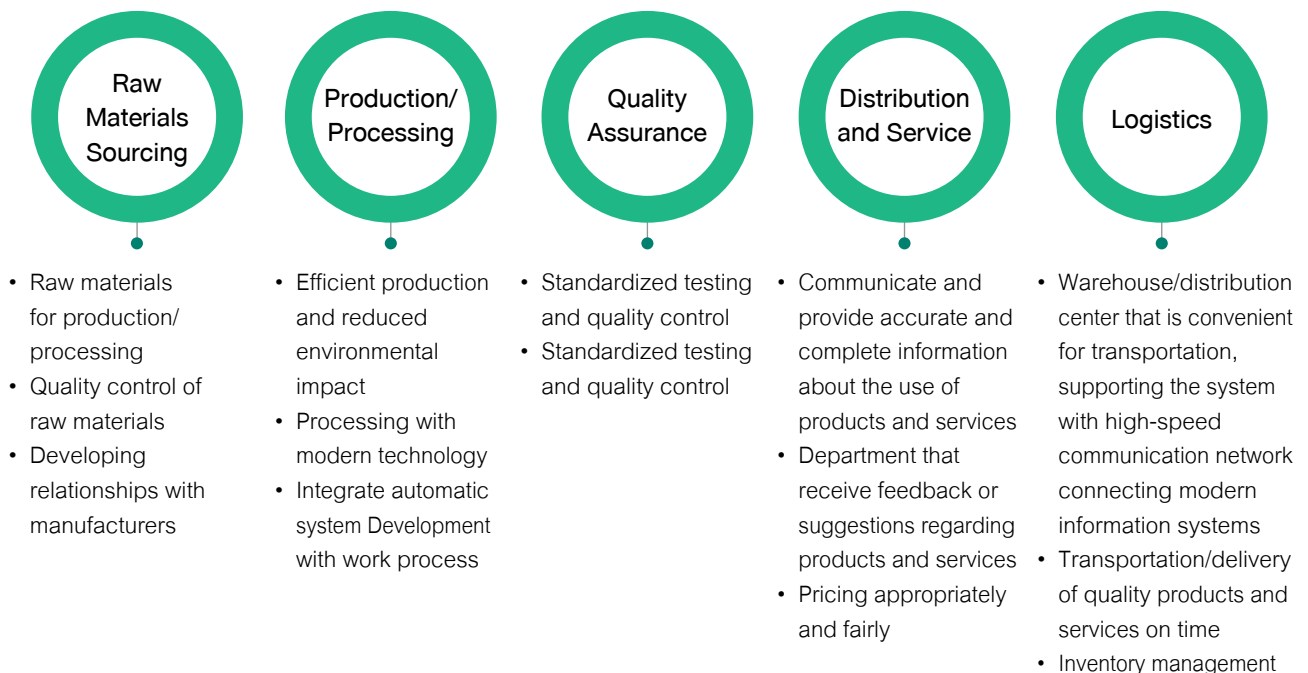 Raw
Materials
Sourcing
• Raw materials
for production/
processing
• Quality control of
raw materials
• Developing
relationships with
manufacturers
Production/
Processing
• Efficient production
and reduced
environmental
impact
• Processing with
modern technology
• Integrate automatic
system Development
with work process
Quality
Assurance
• Standardized testing
and quality control
• Standardized testing
and quality control
Distribution
and Service
• Communicate and
provide accurate and
complete information
about the use of
products and services
• Department that
receive feedback or
suggestions regarding
products and services
• Pricing appropriately
and fairly
Logistics
• Warehouse/distribution
center that is convenient
for transportation,
supporting the system
with high-speed
communication network
connecting modern
information systems
• Transportation/delivery
of quality products and
services on time
• Inventory management